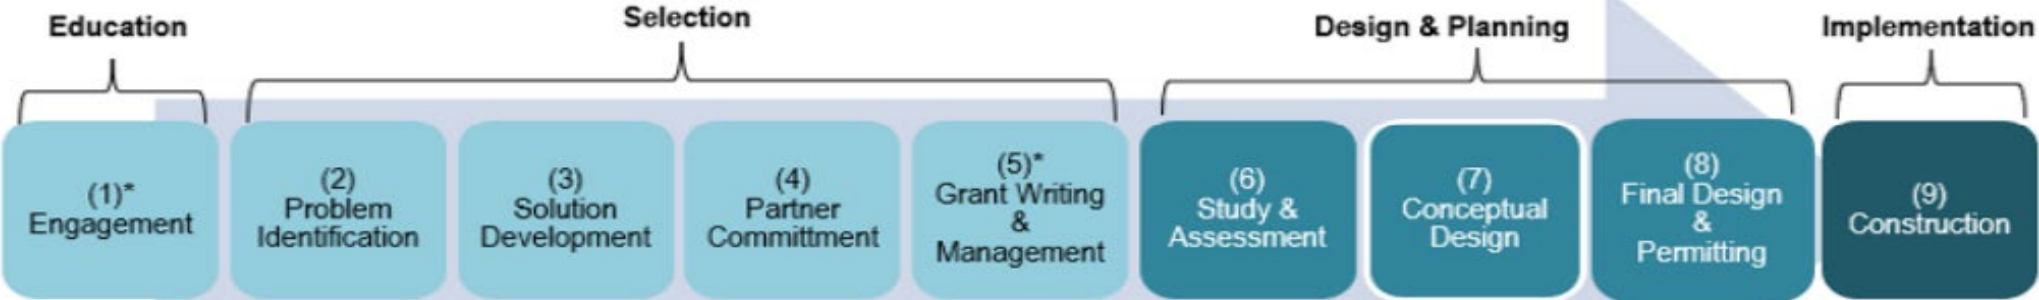 Education
Selection
Design & Planning
Implementation
(1)*
Engagement
(2)
Problem
Identification
(3)
Solution
Development
(4)
Partner
Committment
(5)*
Grant Writing
&
Management
(6)
Study &
Assessment
(7)
Conceptual
Design
(8)
Final Design
&
Permitting
(9)
Construction